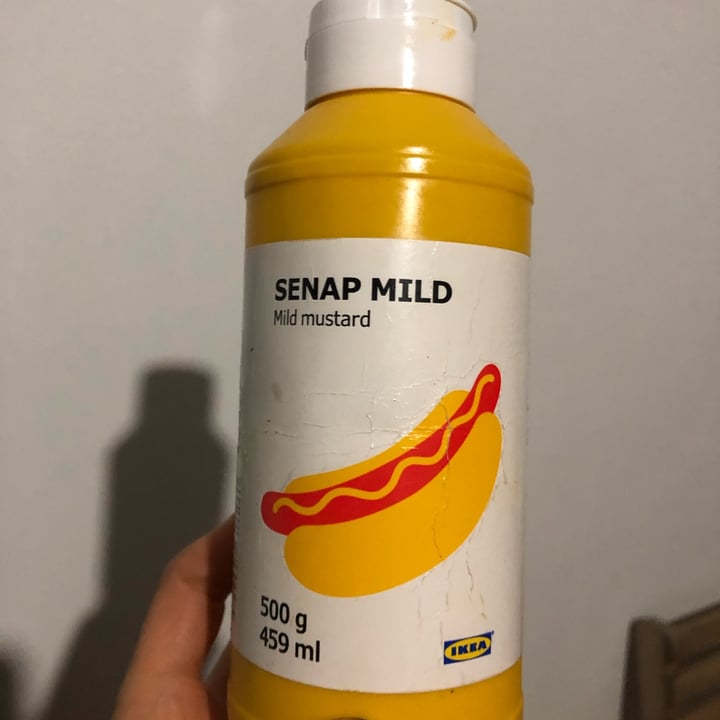 SENAP MILD
Mild mustard
500 g
459 ml
IKEA